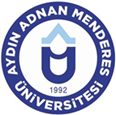 AYDIN ADNAN MENDERES
1992
ÜNİVERSİTESİ